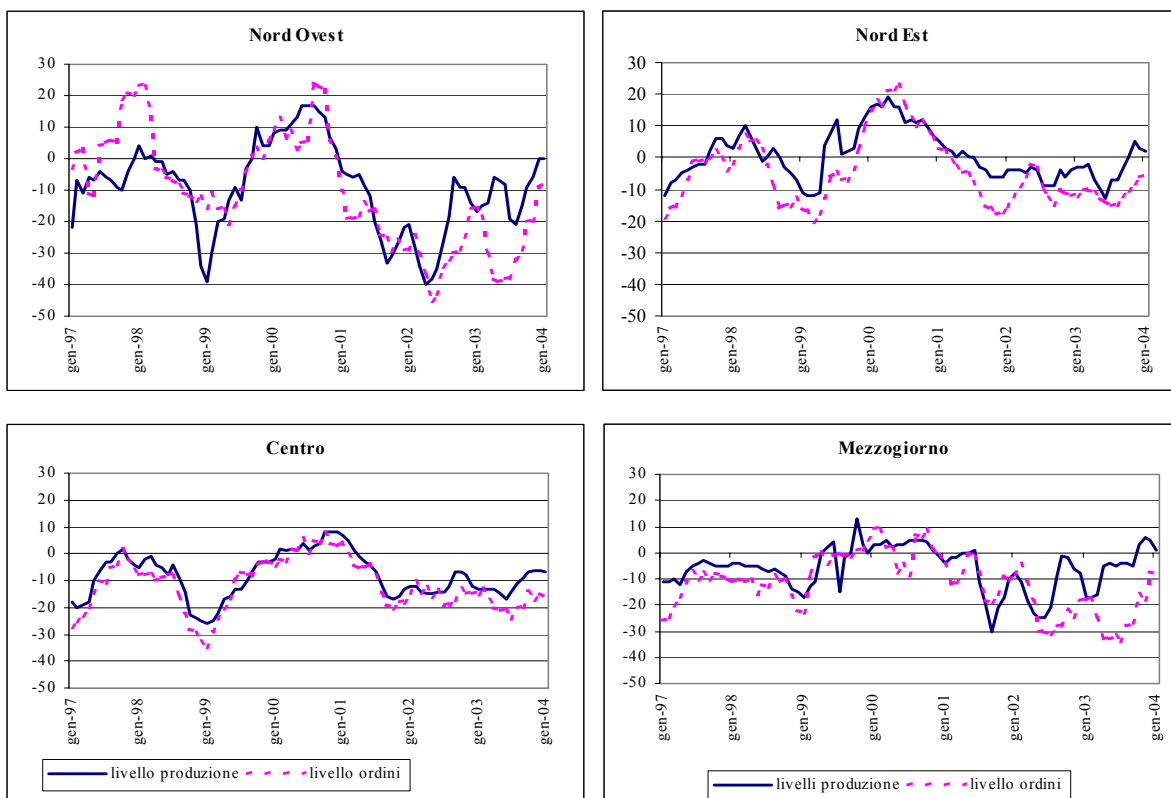 Nord Ovest
30
20
10
0
-10
-20
-30
-40
-50
gen-97
gen-98
gen-99
gen-00
gen-01
gen-02
gen-03
gen-04
Nord Est
30
20
10
0
-10
-20
-30
-40
-50
gen-97
gen-98
gen-99
gen-00
gen-01
gen-02
gen-03
gen-04
Centro
30
20
10
0
-10
-20
-30
-40
-50
gen-97
gen-98
gen-99
gen-00
gen-01
gen-02
gen-03
gen-04
livello produzione livello ordini
Mezzogiorno
30
20
10
0
-10
-20
-30
-40
-50
gen-97
gen-98
gen-99
gen-00
gen-01
gen-02
gen-03
gen-04
livelli produzione livello ordini